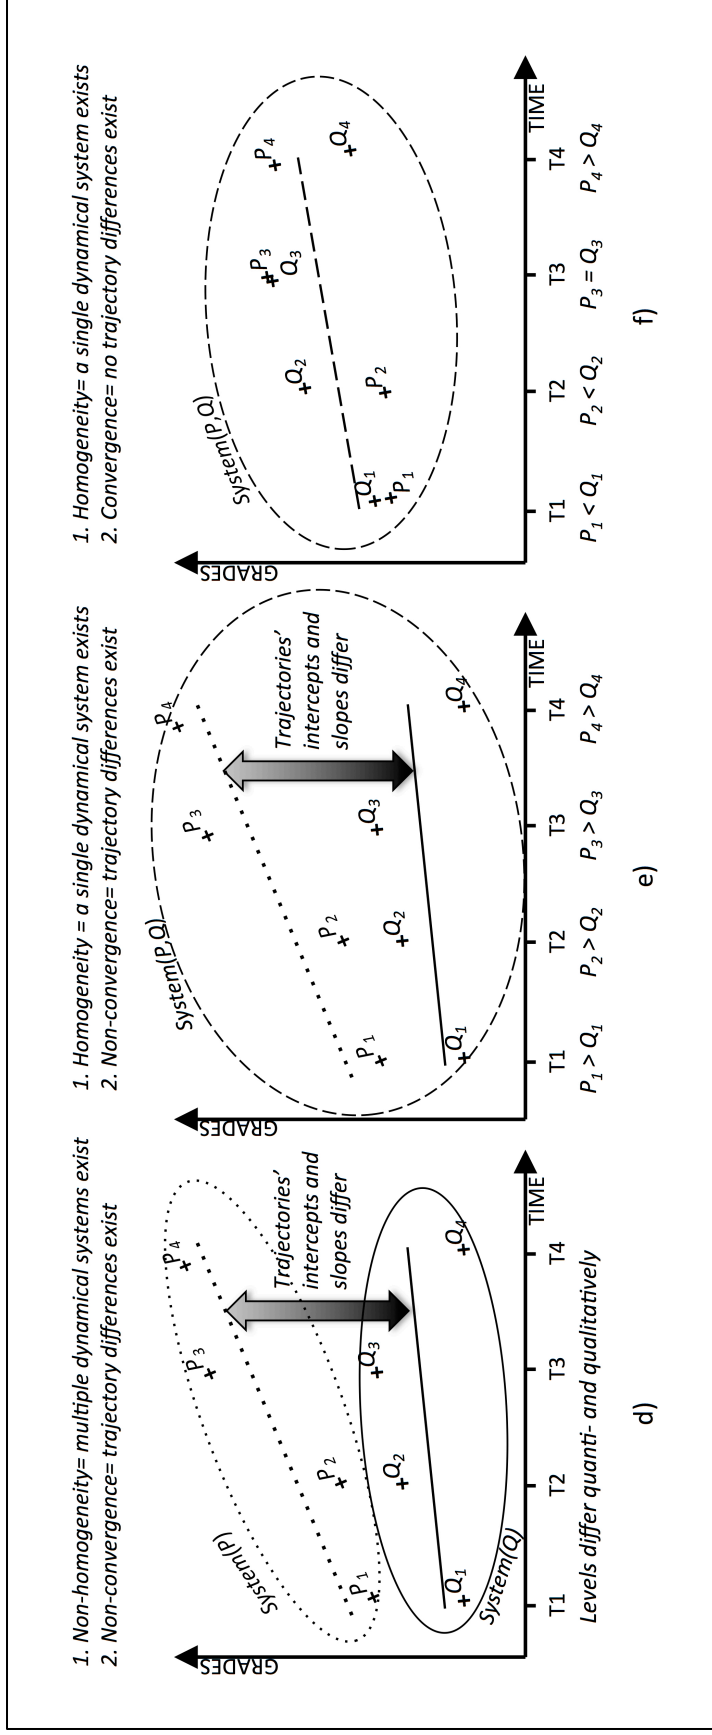 1. Non-homogeneity= multiple dynamical systems exist
2. Non-convergence= trajectory differences exist
GRADES
System(P)
P1
P2
P3
P4
Trajectories’
intercepts and
slopes differ
Q1
Q2
Q3
Q4
System(Q)
TIME
T1 T2 T3 T4
Levels differ quanti- and qualitatively
d)
1. Homogeneity = a single dynamical system exists
2. Non-convergence= trajectory differences exist
GRADES
System(P,Q)
P1
P2
P3
P4
Trajectories’
intercepts and
slopes differ
Q1
Q2
Q3
Q4
TIME
T1 T2 T3 T4
P1 > Q1 P2 > Q2 P3 > Q3 P4 > Q4
e)
1. Homogeneity= a single dynamical system exists
2. Convergence= no trajectory differences exist
GRADES
System(P,Q)
Q1
P1
Q2
P2
P3
Q3
P4
Q4
TIME
T1 T2 T3 T4
P1 < Q1 P2 < Q2 P3 = Q3 P4 > Q4
f)